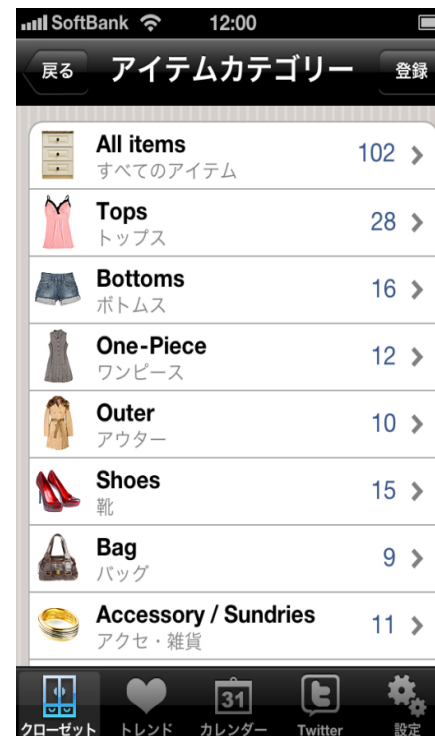 SoftBank 12:00
戻る アイテムカテゴリー 登録
All items
すべてのアイテム
102
Tops
トップス
28
Bottoms
ボトムス
16
One-Piece
ワンピース
12
Outer
アウター
10
Shoes
靴
15
Bag
バッグ
9
Accessory / Sundries
アクセ・雑貨
11
31
クローゼット トレンド カレンダー Twitter 設定